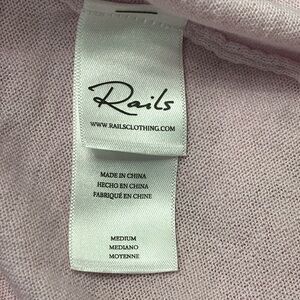 Rails
WWW.RAILSCLOTHING.COM
MADE IN CHINA
HECHO EN CHINA
FABRIQUÉ EN CHINE
MEDIUM
MEDIANO
MOYENNE